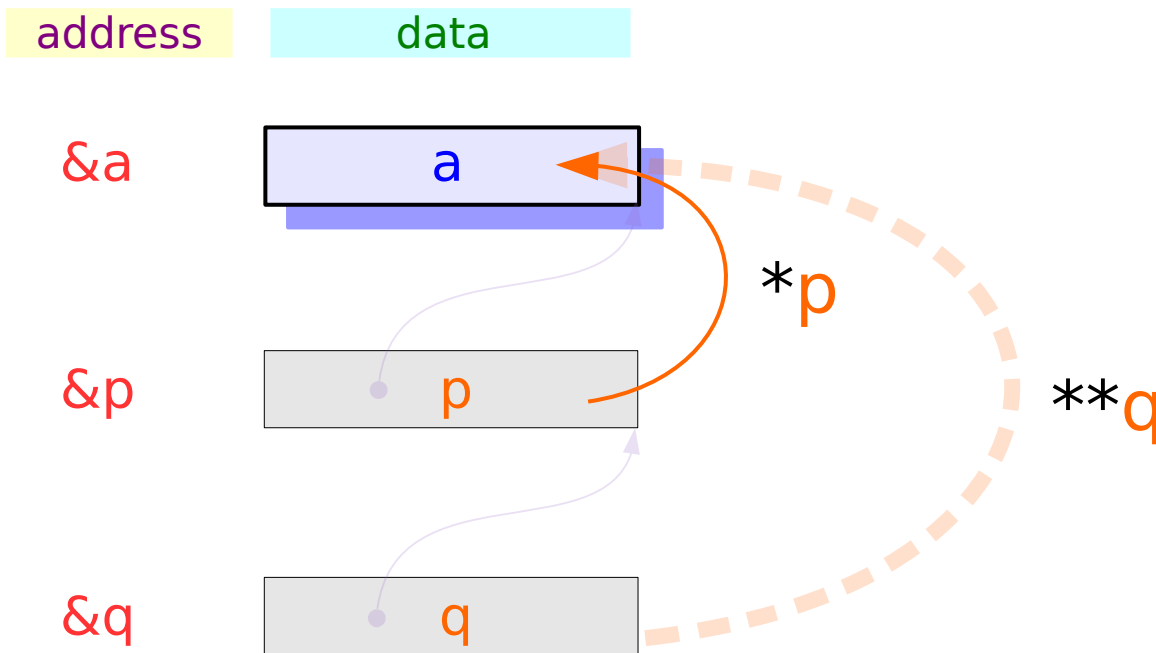 address data
&a a
*p
&p p
**q
&q q